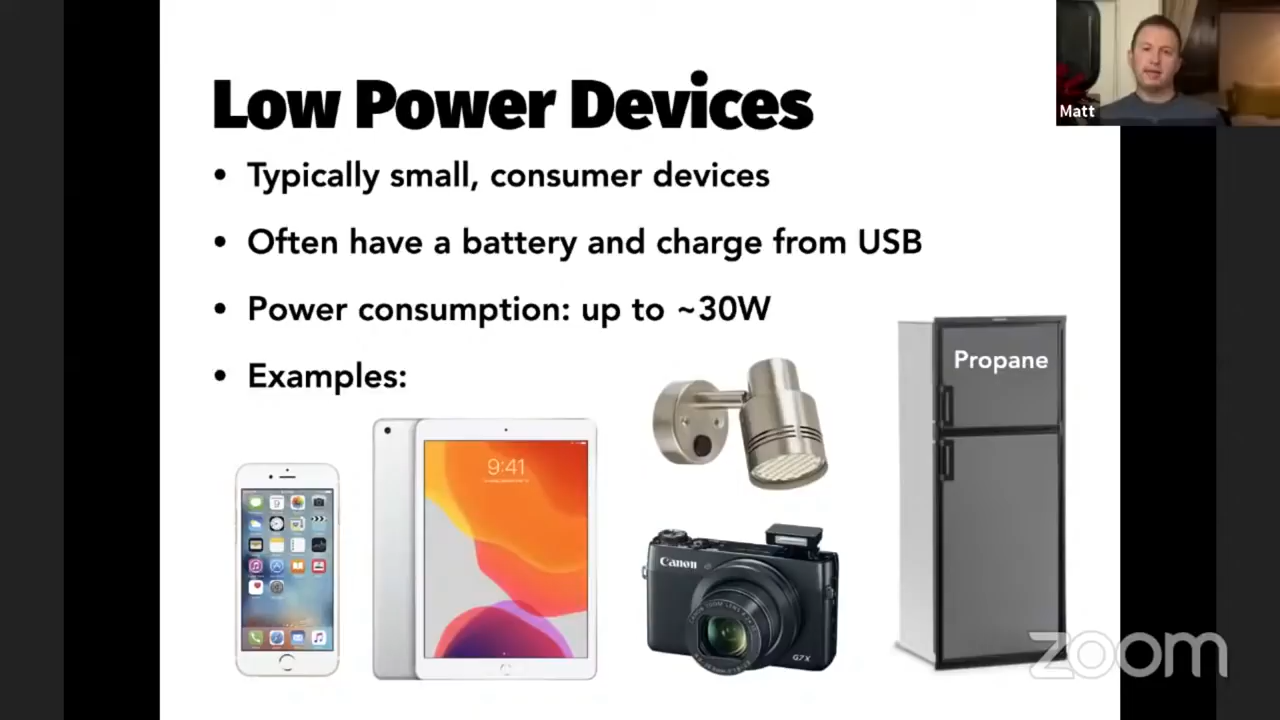 Low Power Devices
Matt
• Typically small, consumer devices
• Often have a battery and charge from USB
• Power consumption: up to ~30W
• Examples:
Propane
9:41
Canon
G7X
zoom